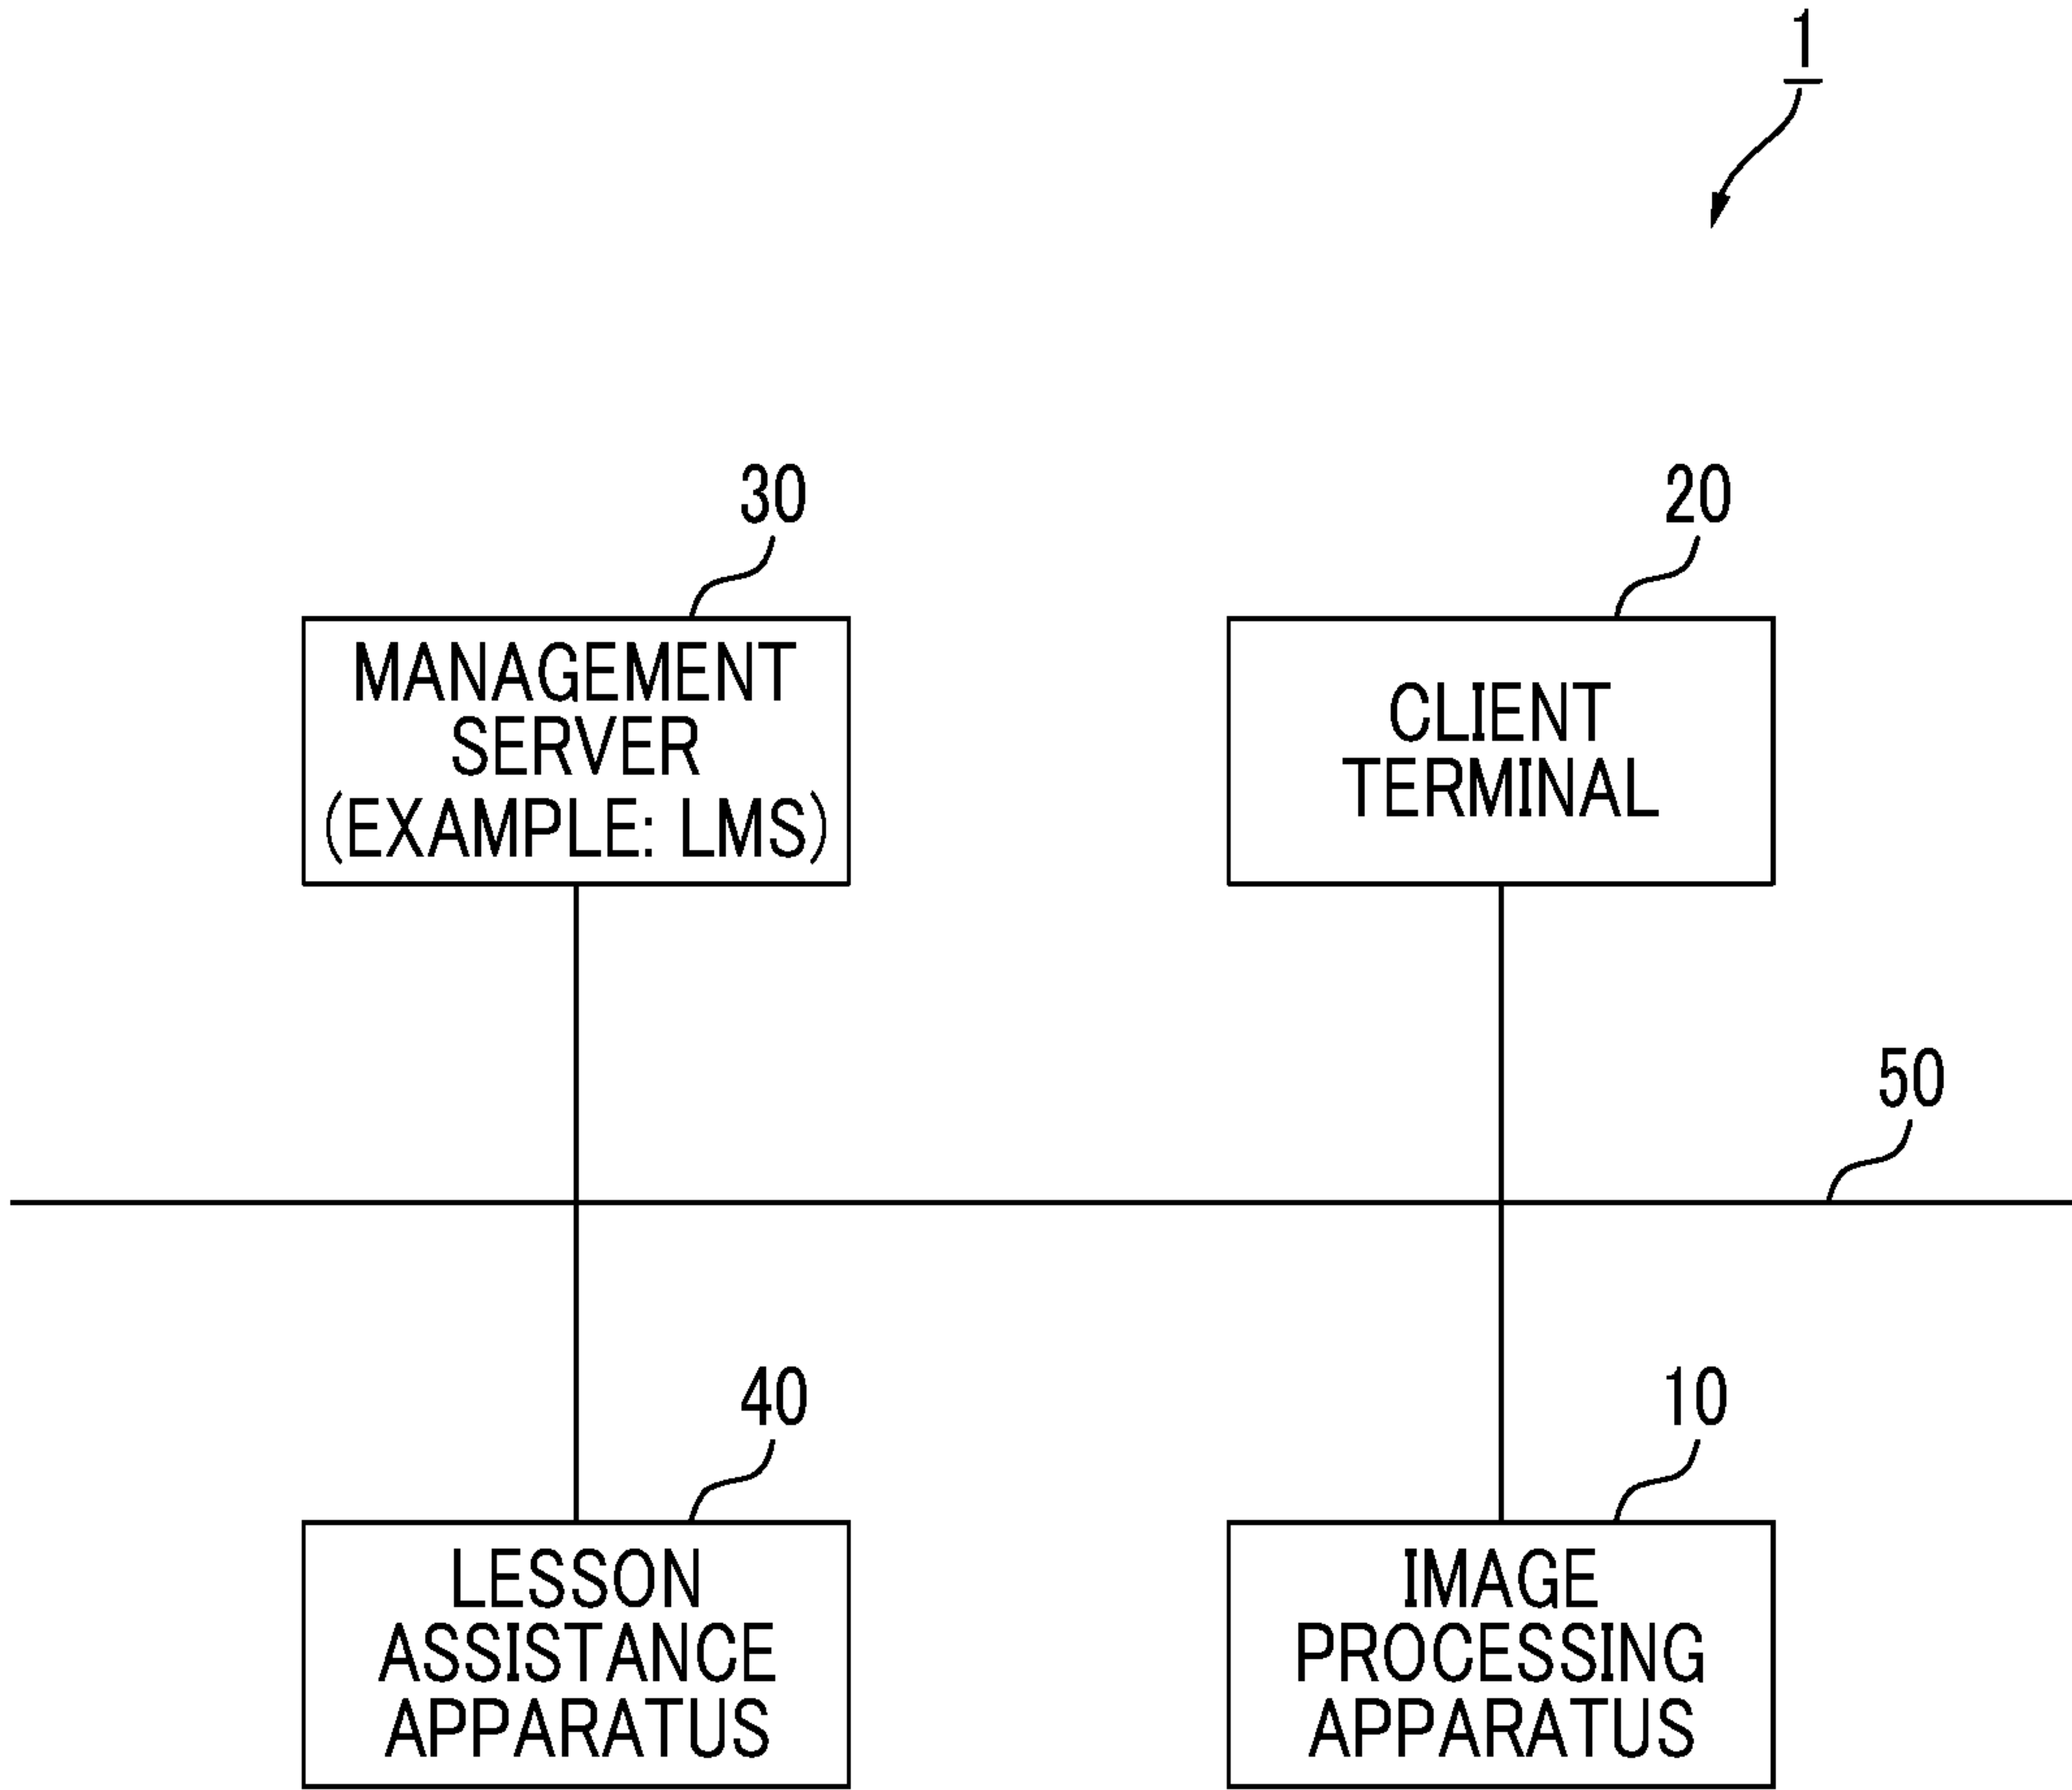 1
30
MANAGEMENT
SERVER
(EXAMPLE: LMS)
20
CLIENT
TERMINAL
50
40
LESSON
ASSISTANCE
APPARATUS
10
IMAGE
PROCESSING
APPARATUS